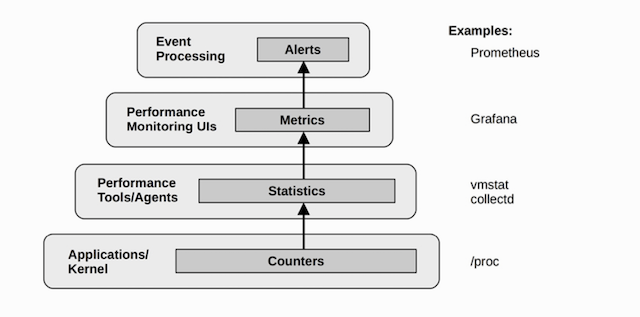 Event
Processing
Alerts
Examples:
Prometheus
Performance
Monitoring UIs
Metrics
Grafana
Performance
Tools/Agents
Statistics
vmstat
collectd
Applications/
Kernel
Counters
/proc